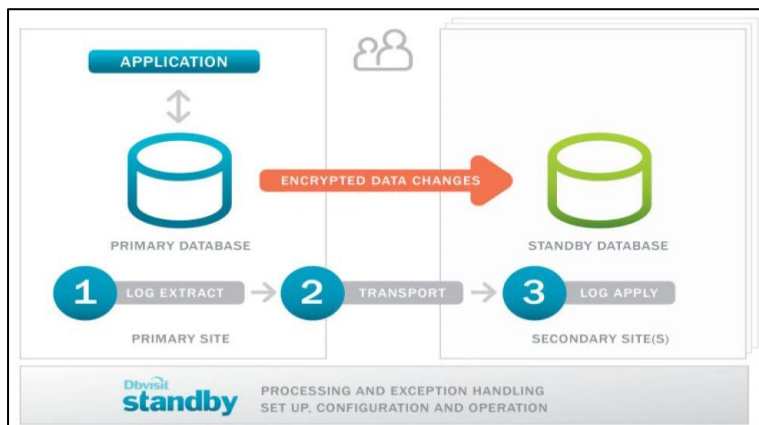 APPLICATION
ENCRYPTED DATA CHANGES
PRIMARY DATABASE
STANDBY DATABASE
1 LOG EXTRACT
2 TRANSPORT
3 LOG APPLY
PRIMARY SITE
SECONDARY SITE(S)
Dbvisit
standby
PROCESSING AND EXCEPTION HANDLING
SET UP, CONFIGURATION AND OPERATION